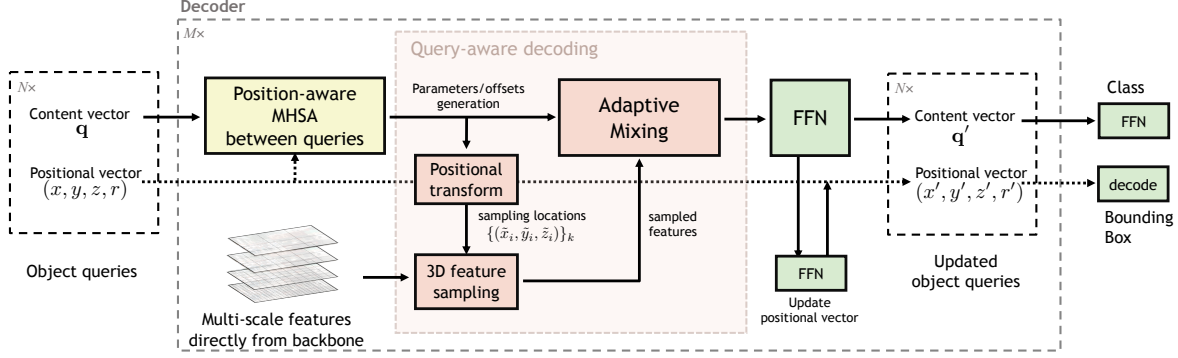 Decoder
M×
Query-aware decoding
N×
Content vector
q
Positional vector
(x, y, z, r)
Object queries
Position-aware
MHSA
between queries
Parameters/offsets
generation
Positional
transform
sampling locations
{(x̃ᵢ, ỹᵢ, z̃ᵢ)}ₖ
3D feature
sampling
Multi-scale features
directly from backbone
Adaptive
Mixing
sampled
features
FFN
FFN
Update
positional vector
N×
Content vector
q′
Positional vector
(x′, y′, z′, r′)
Updated
object queries
Class
FFN
decode
Bounding
Box